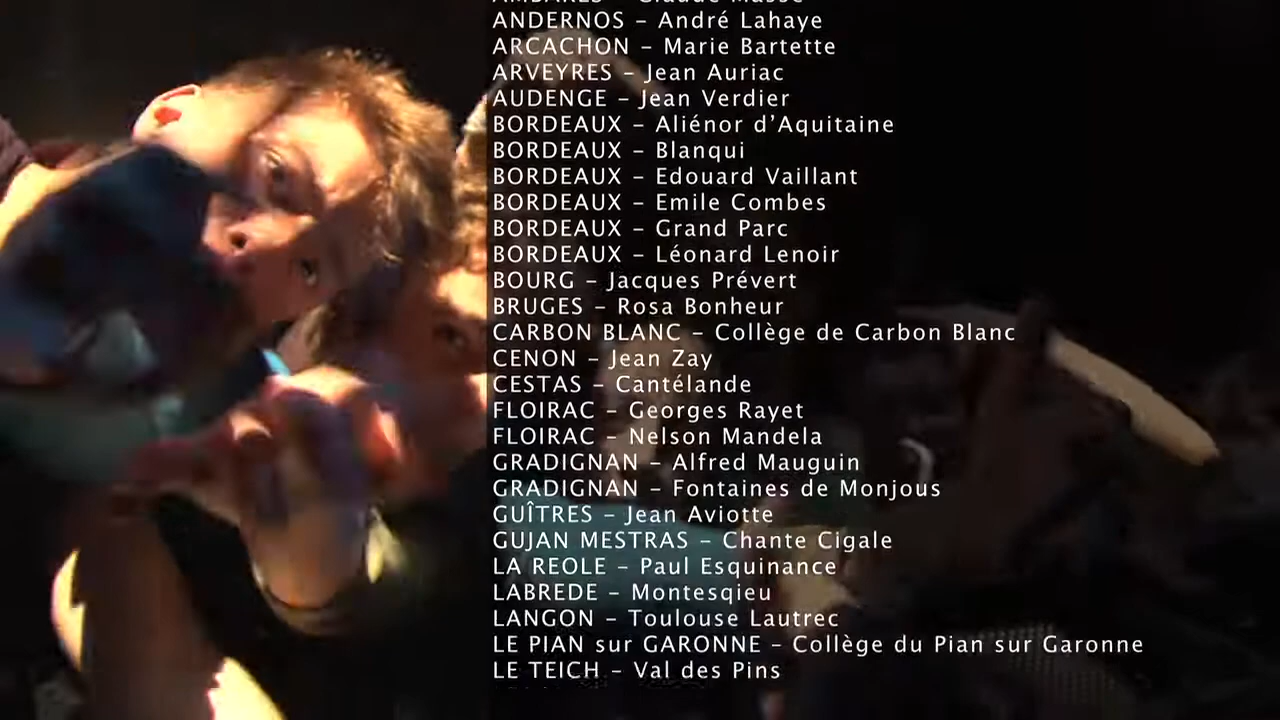 ANDERNOS – André Lahaye
ARCACHON – Marie Bartette
ARVEYRES – Jean Auriac
AUDENGE – Jean Verdier
BORDEAUX – Aliénor d’Aquitaine
BORDEAUX – Blanqui
BORDEAUX – Edouard Vaillant
BORDEAUX – Emile Combes
BORDEAUX – Grand Parc
BORDEAUX – Léonard Lenoir
BOURG – Jacques Prévert
BRUGES – Rosa Bonheur
CARBON BLANC – Collège de Carbon Blanc
CENON – Jean Zay
CESTAS – Cantélande
FLOIRAC – Georges Rayet
FLOIRAC – Nelson Mandela
GRADIGNAN – Alfred Mauguin
GRADIGNAN – Fontaines de Monjous
GUÎTRES – Jean Aviotte
GUJAN MESTRAS – Chante Cigale
LA REOLE – Paul Esquinance
LABREDE – Montesqieu
LANGON – Toulouse Lautrec
LE PIAN sur GARONNE – Collège du Pian sur Garonne
LE TEICH – Val des Pins